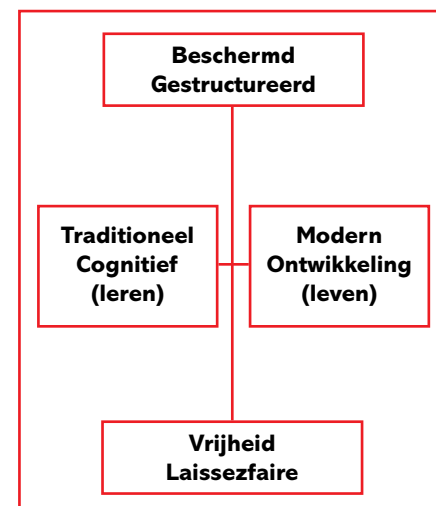 Beschermd
Gestructureerd
Traditioneel
Cognitief
(leren)
Modern
Ontwikkeling
(leven)
Vrijheid
Laissezfaire